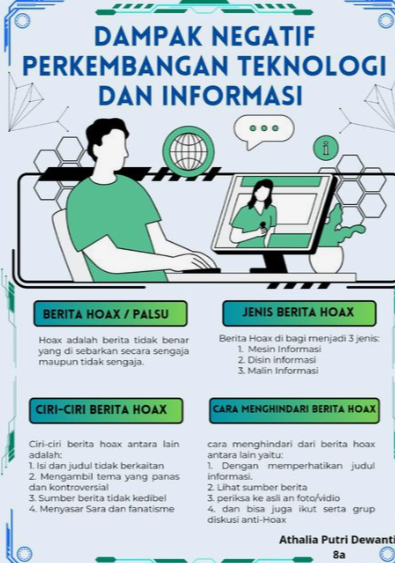 DAMPAK NEGATIF
PERKEMBANGAN TEKNOLOGI
DAN INFORMASI
i
BERITA HOAX / PALSU
Hoax adalah berita tidak benar
yang di sebarkan secara sengaja
maupun tidak sengaja.
JENIS BERITA HOAX
Berita Hoax di bagi menjadi 3 jenis:
1. Mesin Informasi
2. Disin informasi
3. Malin Informasi
CIRI-CIRI BERITA HOAX
Ciri-ciri berita hoax antara lain
adalah:
1. Isi dan judul tidak berkaitan
2. Mengambil tema yang panas
dan kontroversial
3. Sumber berita tidak kedibel
4. Menyasar Sara dan fanatisme
CARA MENGHINDARI BERITA HOAX
cara menghindari dari berita hoax
antara lain yaitu:
1. Dengan memperhatikan judul
informasi.
2. Lihat sumber berita
3. periksa ke asli an foto/vidio
4. dan bisa juga ikut serta grup
diskusi anti-Hoax
Athalia Putri Dewanti
8a